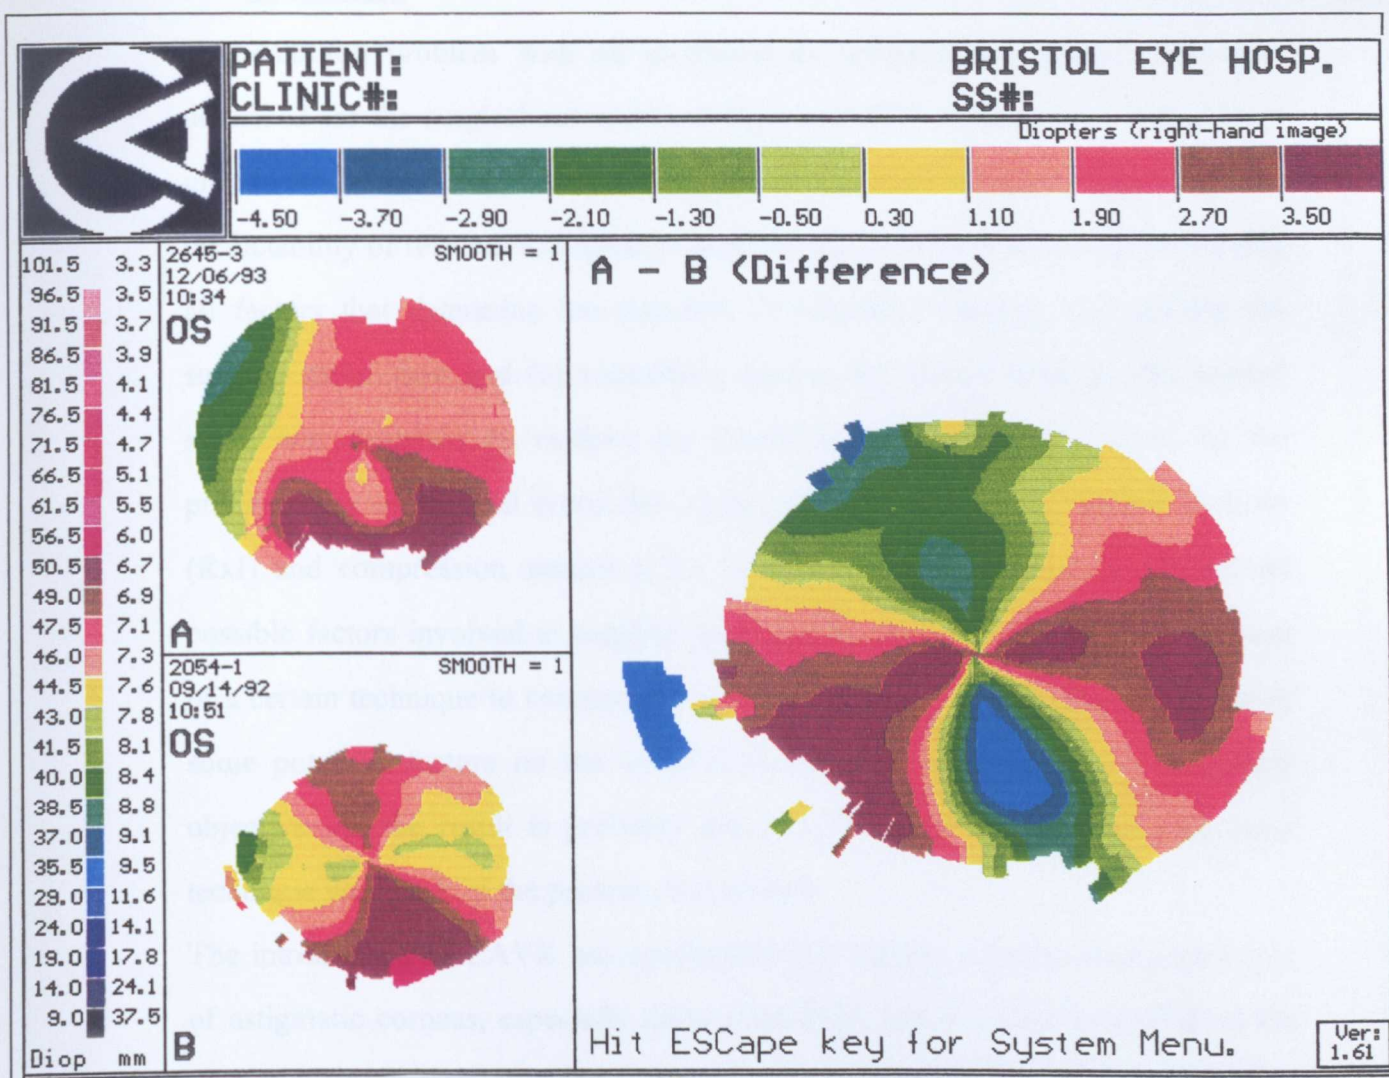 PATIENT:
CLINIC#:
BRISTOL EYE HOSP.
SS#:
Diopters (right-hand image)
-4.50 -3.70 -2.90 -2.10 -1.30 -0.50 0.30 1.10 1.90 2.70 3.50
101.5 3.3
96.5 3.5
91.5 3.7
86.5 3.9
81.5 4.1
76.5 4.4
71.5 4.7
66.5 5.1
61.5 5.5
56.5 6.0
50.5 6.7
49.0 6.9
47.5 7.1
46.0 7.3
44.5 7.6
43.0 7.8
41.5 8.1
40.0 8.4
38.5 8.8
37.0 9.1
35.5 9.5
29.0 11.6
24.0 14.1
19.0 17.8
14.0 24.1
9.0 37.5
Diop mm
2645-3 SMOOTH = 1
12/06/93
10:34
OS
A
2054-1 SMOOTH = 1
09/14/92
10:51
OS
B
A - B (Difference)
Hit ESCape key for System Menu.
Ver:
1.61